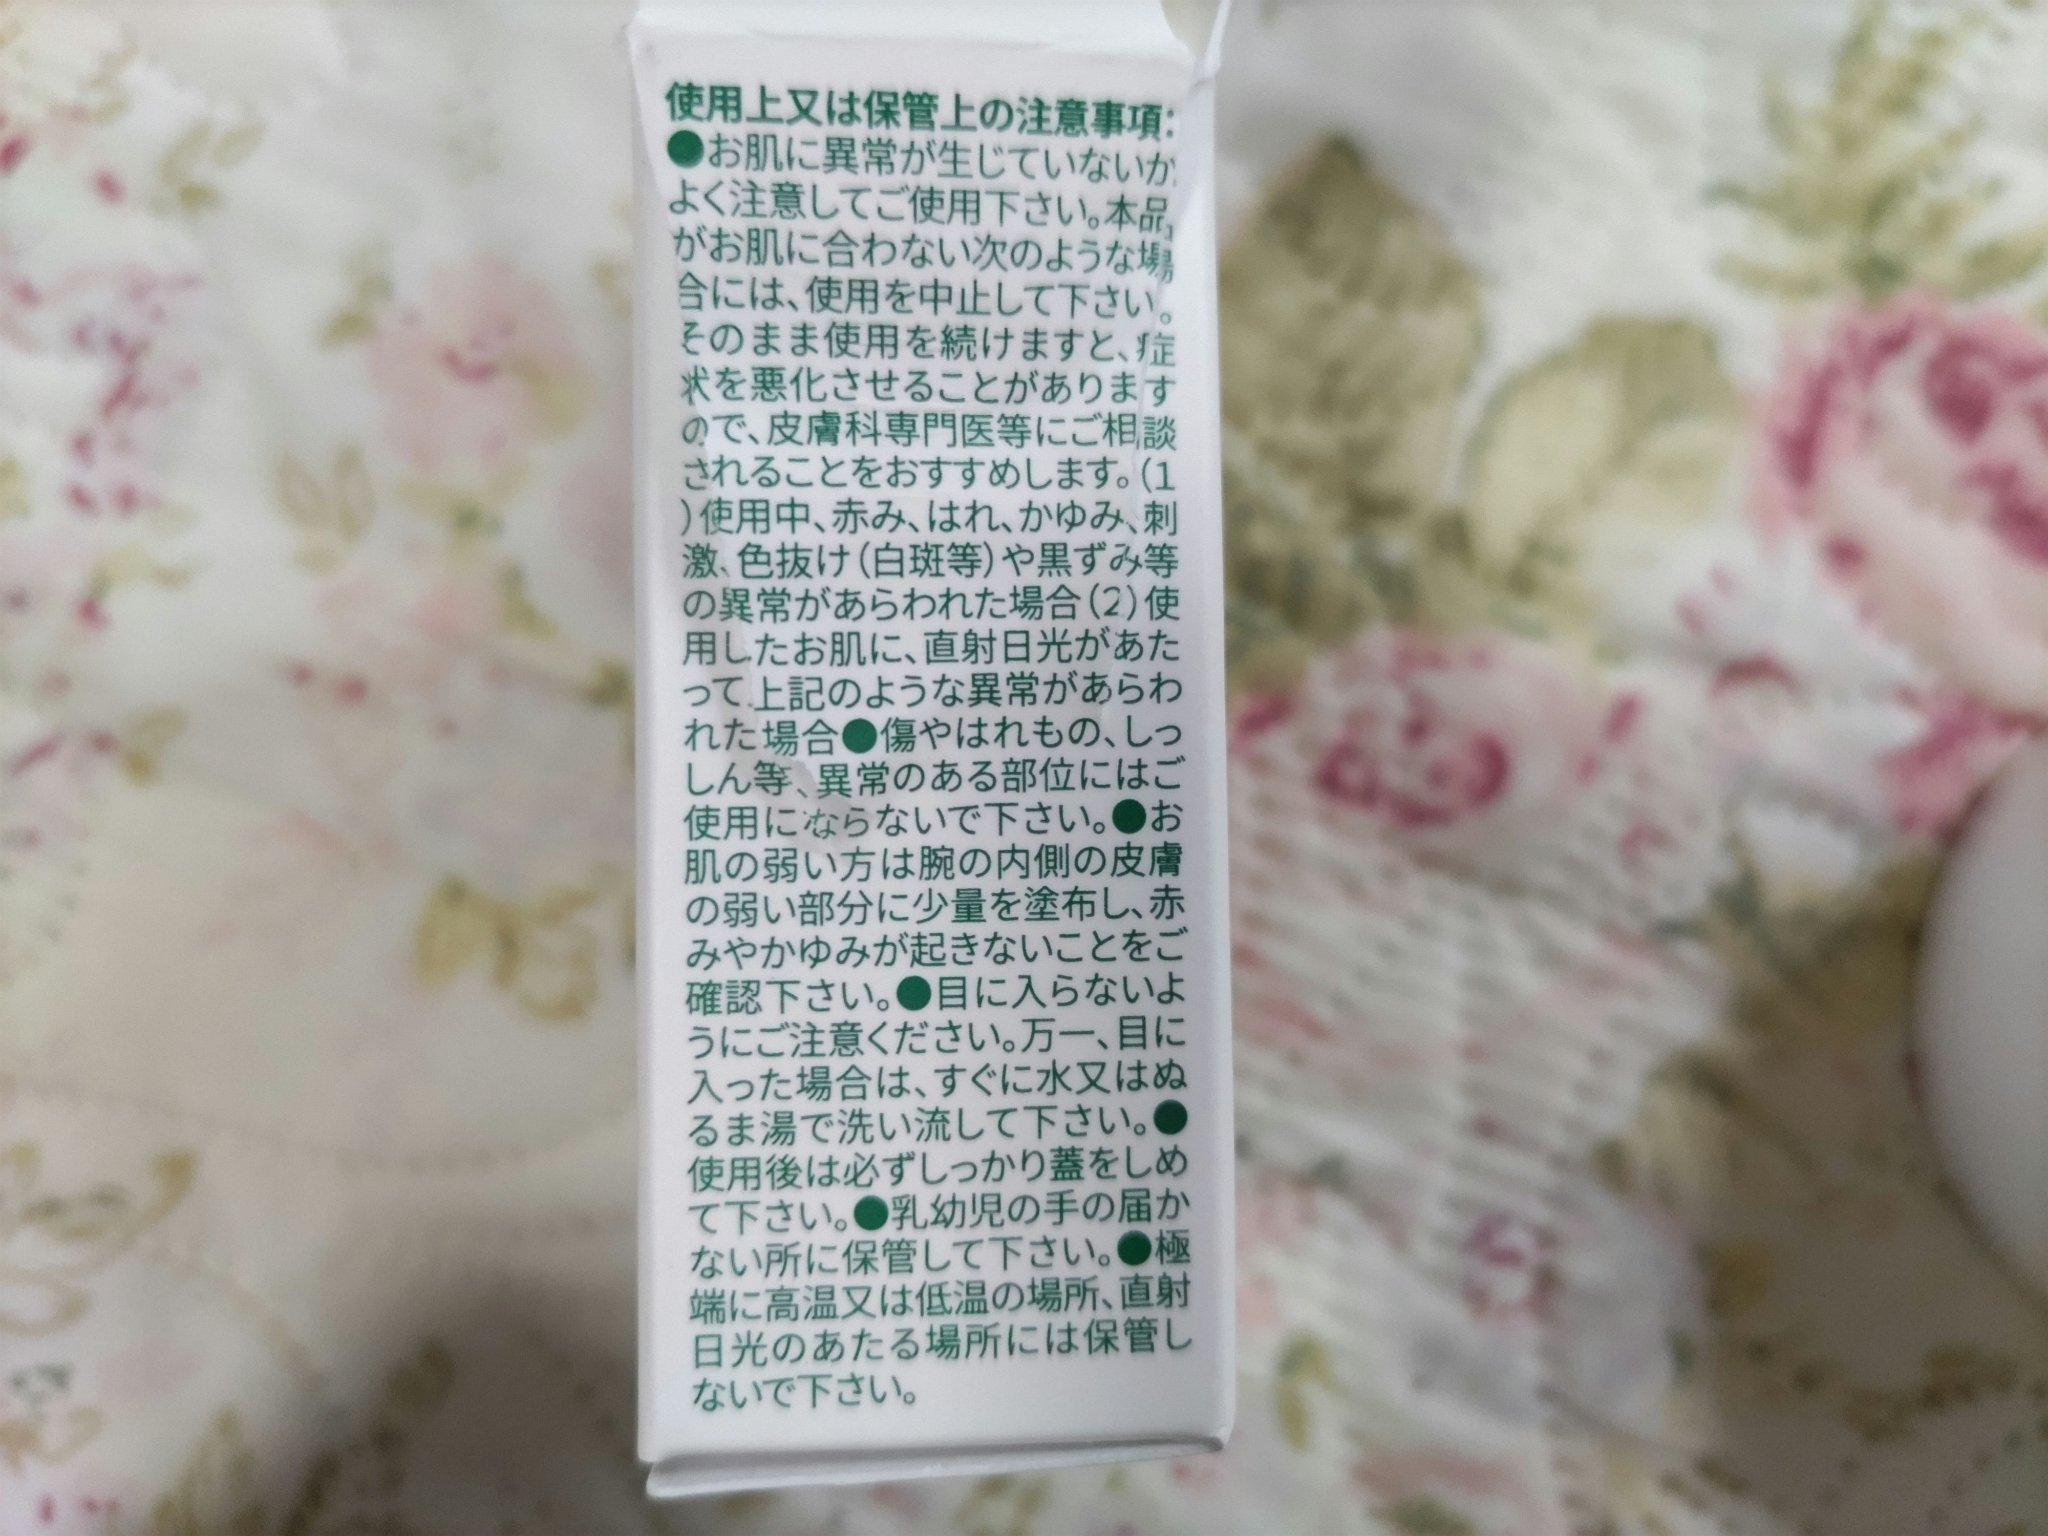 使用上又は保管上の注意事項:
●お肌に異常が生じていないか
よく注意してご使用下さい。本品
がお肌に合わない次のような場
合には、使用を中止して下さい。
そのまま使用を続けますと、症
状を悪化させることがあります
ので、皮膚科専門医等にご相談
されることをおすすめします。(1
)使用中、赤み、はれ、かゆみ、刺
激、色抜け(白斑等)や黒ずみ等
の異常があらわれた場合(2)使
用したお肌に、直射日光があた
って上記のような異常があらわ
れた場合●傷やはれもの、しっ
しん等、異常のある部位にはご
使用にならないで下さい。●お
肌の弱い方は腕の内側の皮膚
の弱い部分に少量を塗布し、赤
みやかゆみが起きないことをご
確認下さい。●目に入らないよ
うにご注意ください。万一、目に
入った場合は、すぐに水又はぬ
るま湯で洗い流して下さい。●
使用後は必ずしっかり蓋をしめ
て下さい。●乳幼児の手の届か
ない所に保管して下さい。●極
端に高温又は低温の場所、直射
日光のあたる場所には保管し
ないで下さい。